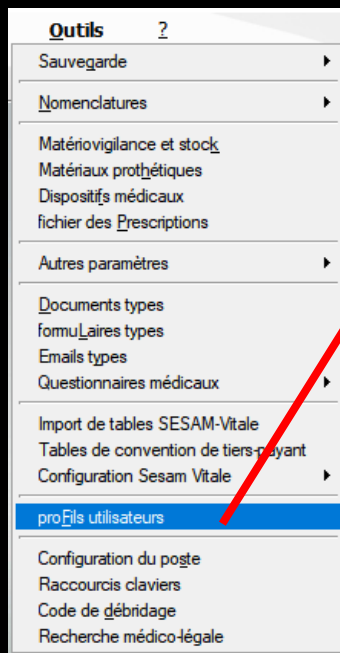 Outils ?
Sauvegarde
Nomenclatures
Matériovigilance et stock
Matériaux prothétiques
Dispositifs médicaux
fichier des Prescriptions
Autres paramètres
Documents types
formuLaires types
Emails types
Questionnaires médicaux
Import de tables SESAM-Vitale
Tables de convention de tiers-payant
Configuration Sesam Vitale
proFils utilisateurs
Configuration du poste
Raccourcis claviers
Code de débridage
Recherche médico-légale